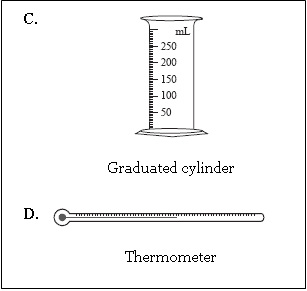 C.
mL
250
200
150
100
50
Graduated cylinder
D.
Thermometer